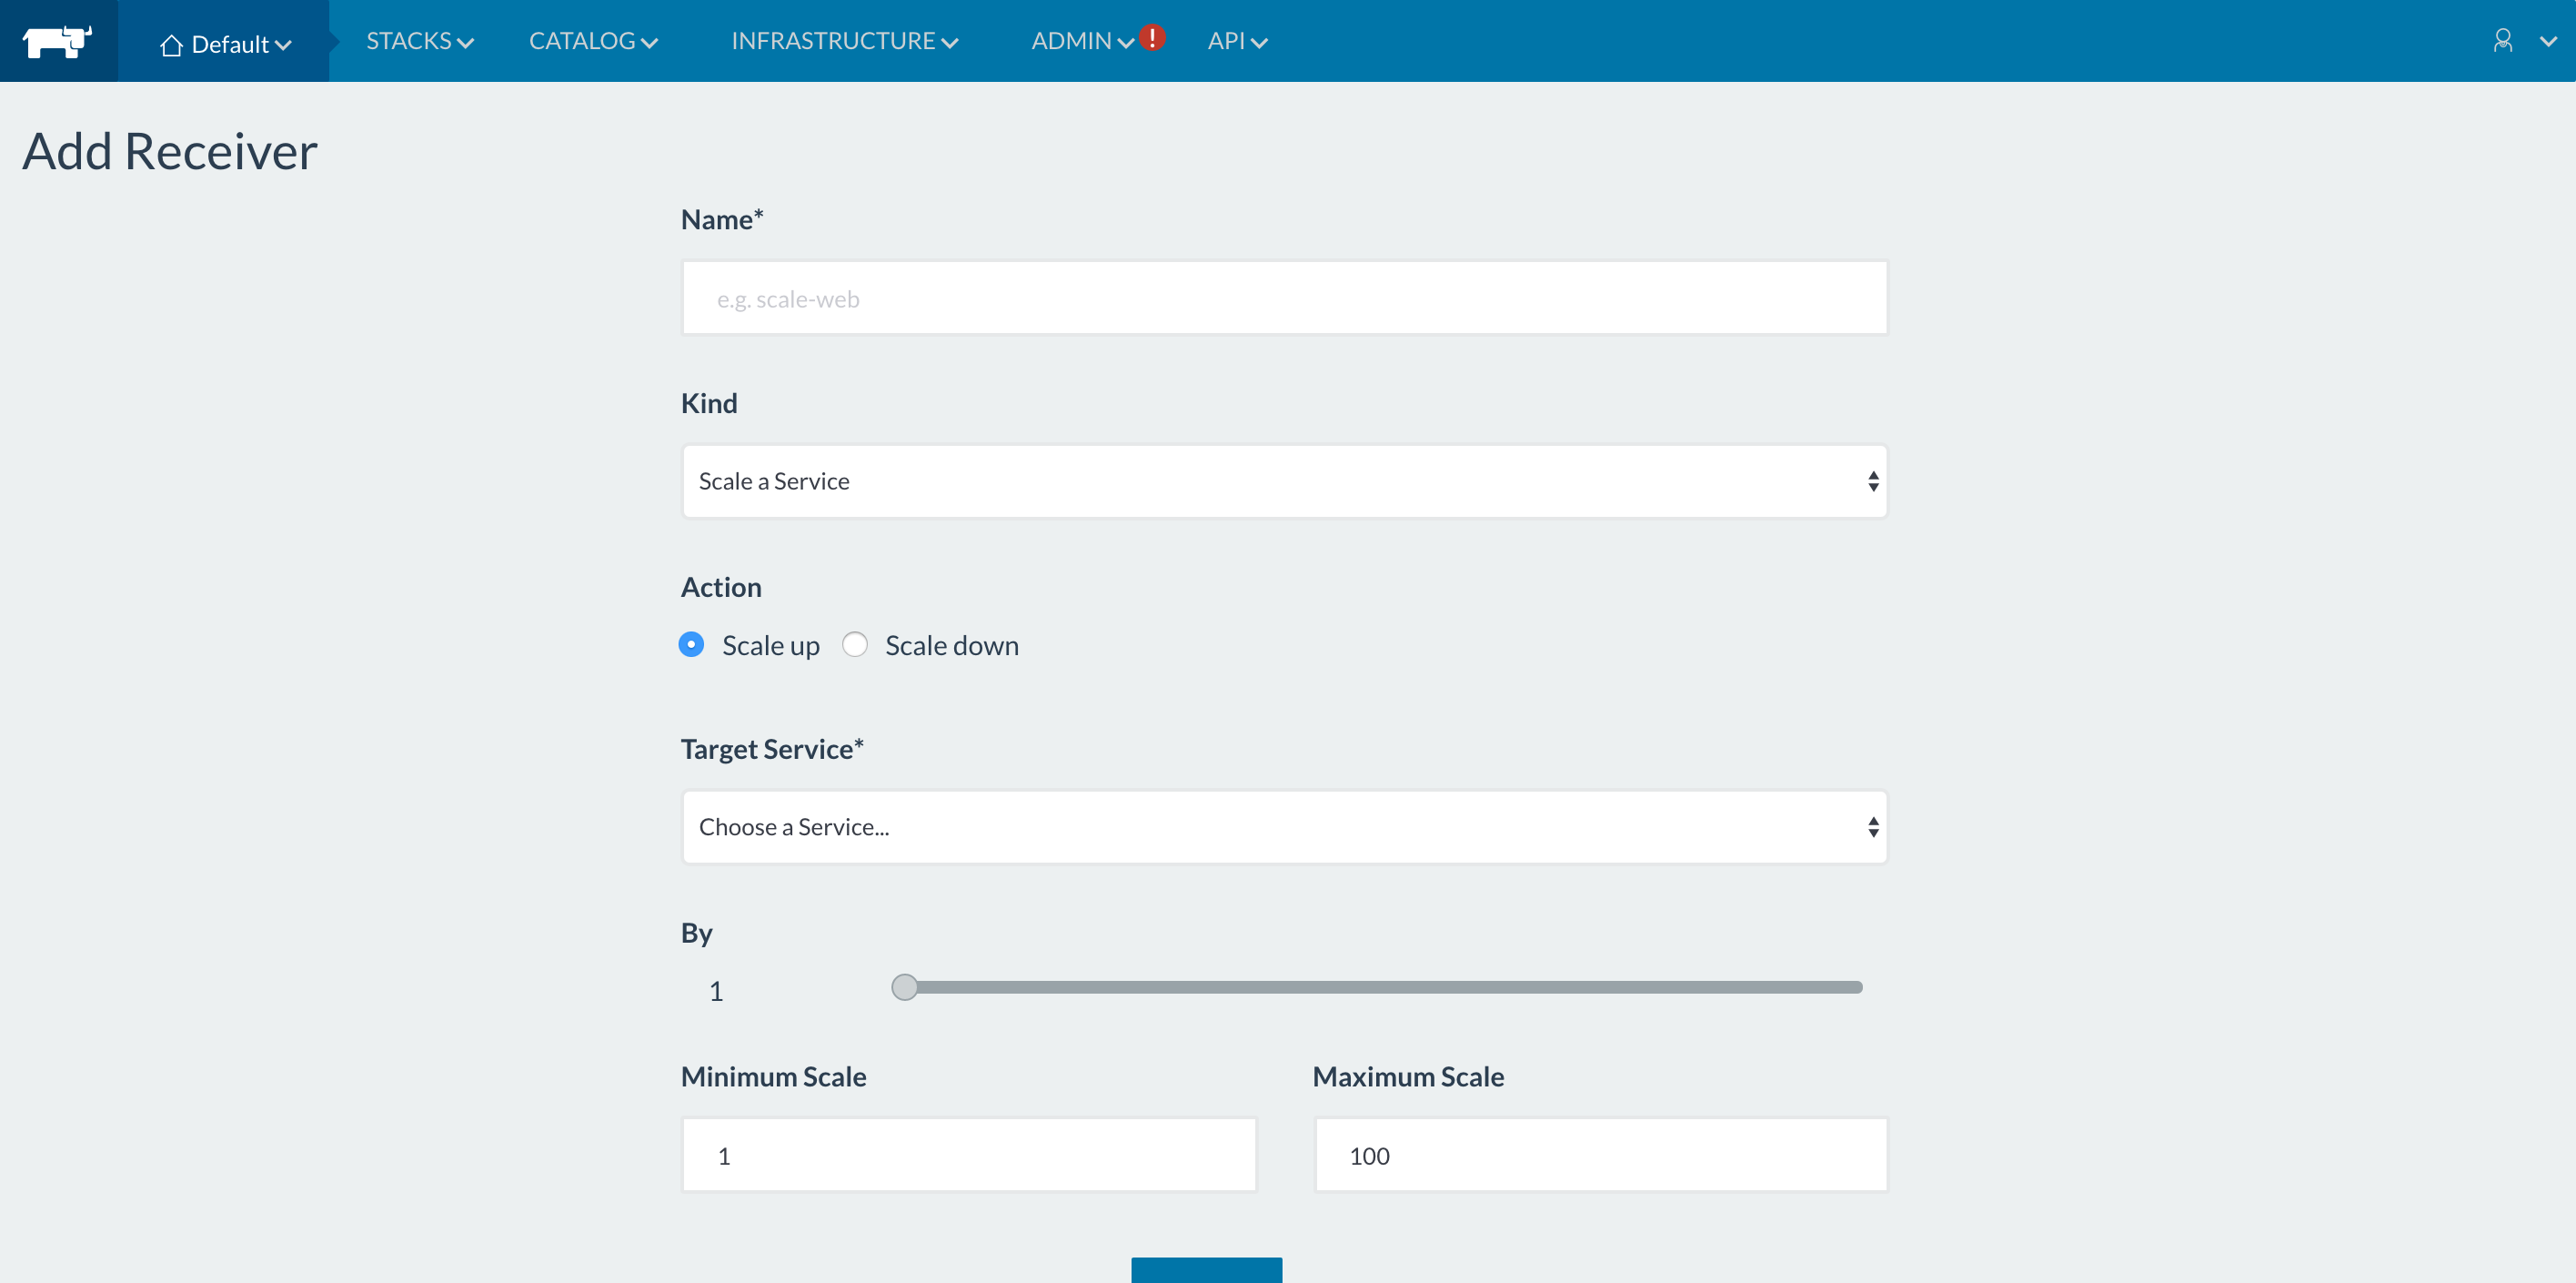 Default STACKS CATALOG INFRASTRUCTURE ADMIN ! API
Add Receiver
Name*
e.g. scale-web
Kind
Scale a Service
Action
Scale up Scale down
Target Service*
Choose a Service...
By
1
Minimum Scale Maximum Scale
1 100